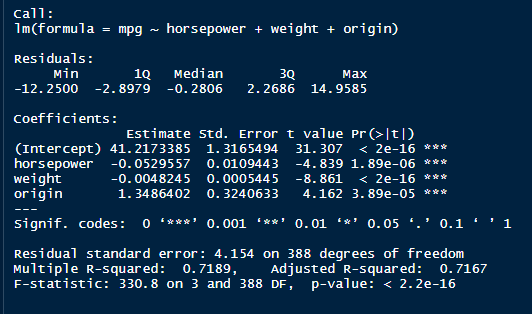 Call:
lm(formula = mpg ~ horsepower + weight + origin)
Residuals:
Min 1Q Median 3Q Max
-12.2500 -2.8979 -0.2806 2.2686 14.9585
Coefficients:
Estimate Std. Error t value Pr(>|t|)
(Intercept) 41.2173385 1.3165494 31.307 < 2e-16 ***
horsepower -0.0529557 0.0109443 -4.839 1.89e-06 ***
weight -0.0048245 0.0005445 -8.861 < 2e-16 ***
origin 1.3486402 0.3240633 4.162 3.89e-05 ***
---
Signif. codes: 0 ‘***’ 0.001 ‘**’ 0.01 ‘*’ 0.05 ‘.’ 0.1 ‘ ’ 1
Residual standard error: 4.154 on 388 degrees of freedom
Multiple R-squared: 0.7189, Adjusted R-squared: 0.7167
F-statistic: 330.8 on 3 and 388 DF, p-value: < 2.2e-16